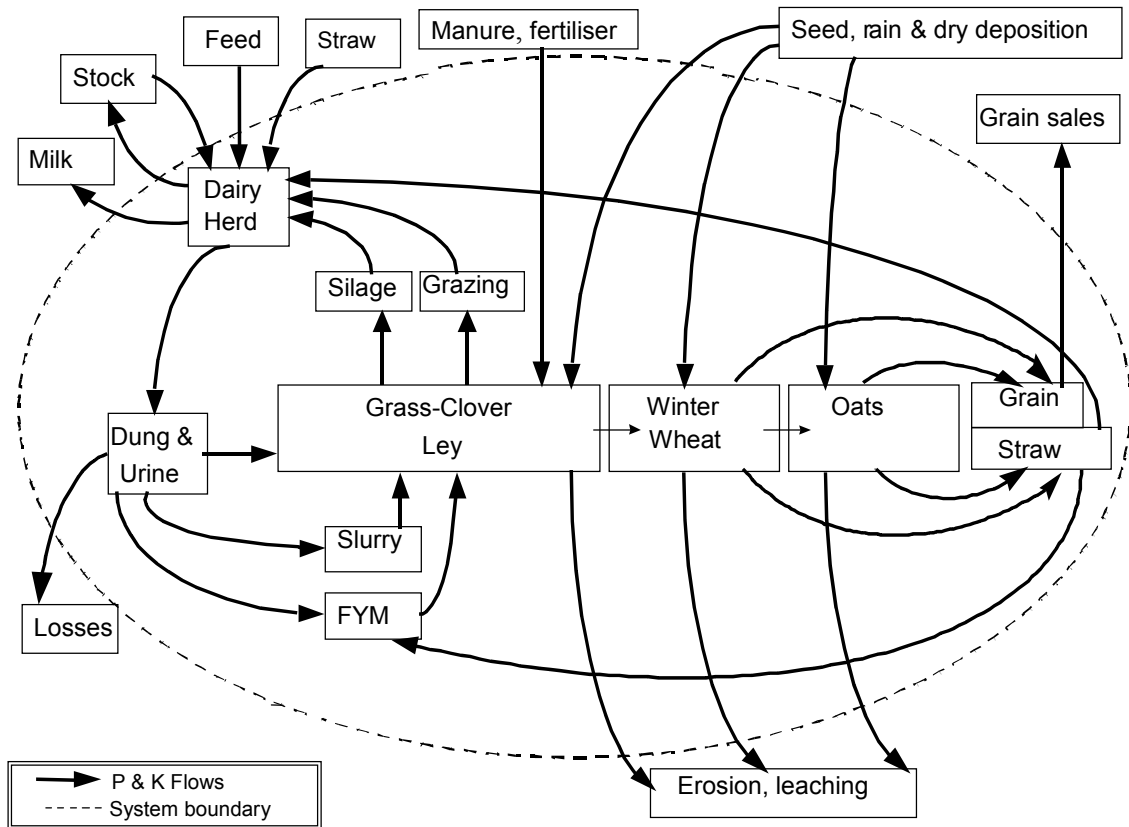 Feed
Straw
Manure, fertiliser
Seed, rain & dry deposition
Stock
Grain sales
Milk
Dairy
Herd
Silage
Grazing
Grass-Clover
Ley
Winter
Wheat
Oats
Grain
Straw
Dung &
Urine
Slurry
FYM
Losses
Erosion, leaching
P & K Flows
System boundary